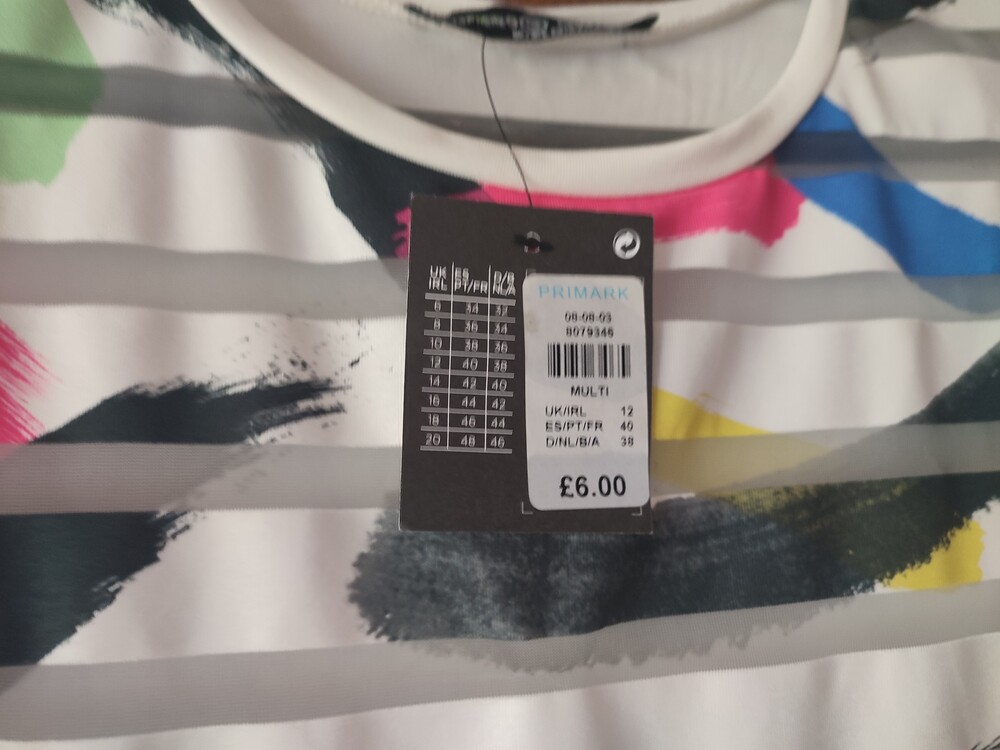 UK ES D/B
IRL PT/FR NL/A
6 34 32
8 36 34
10 38 36
12 40 38
14 42 40
16 44 42
18 46 44
20 48 46
PRIMARK
08-08-03
8079346
MULTI
UK/IRL 12
ES/PT/FR 40
D/NL/B/A 38
£6.00